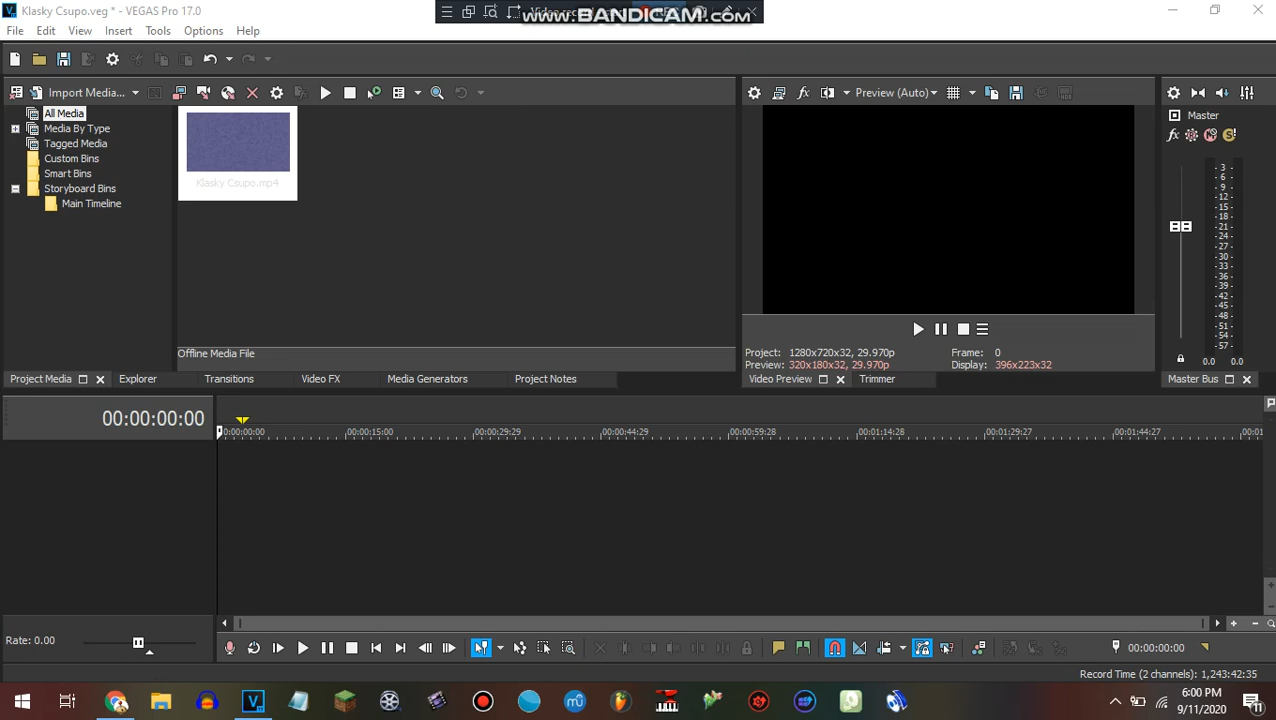 Klasky Csupo.veg * - VEGAS Pro 17.0
www.BANDICAM.com
File Edit View Insert Tools Options Help
Import Media...
Preview (Auto)
All Media
Media By Type
Tagged Media
Custom Bins
Smart Bins
Storyboard Bins
Main Timeline
Klasky Csupo.mp4
Offline Media File
Master
-3-
-6-
-9-
-12-
-15-
-18-
-21-
-24-
-27-
-30-
-33-
-36-
-39-
-42-
-45-
-48-
-51-
-54-
-57-
0.0 0.0
Project: 1280x720x32, 29.970p Frame: 0
Preview: 320x180x32, 29.970p Display: 396x223x32
Project Media Explorer Transitions Video FX Media Generators Project Notes
Video Preview Trimmer
Master Bus
00:00:00:00
0:00:00:00 00:00:15:00 00:00:29:29 00:00:44:29 00:00:59:28 00:01:14:28 00:01:29:27 00:01:44:27 00:01
Rate: 0.00
00:00:00:00
Record Time (2 channels): 1,243:42:35
6:00 PM
9/11/2020
11